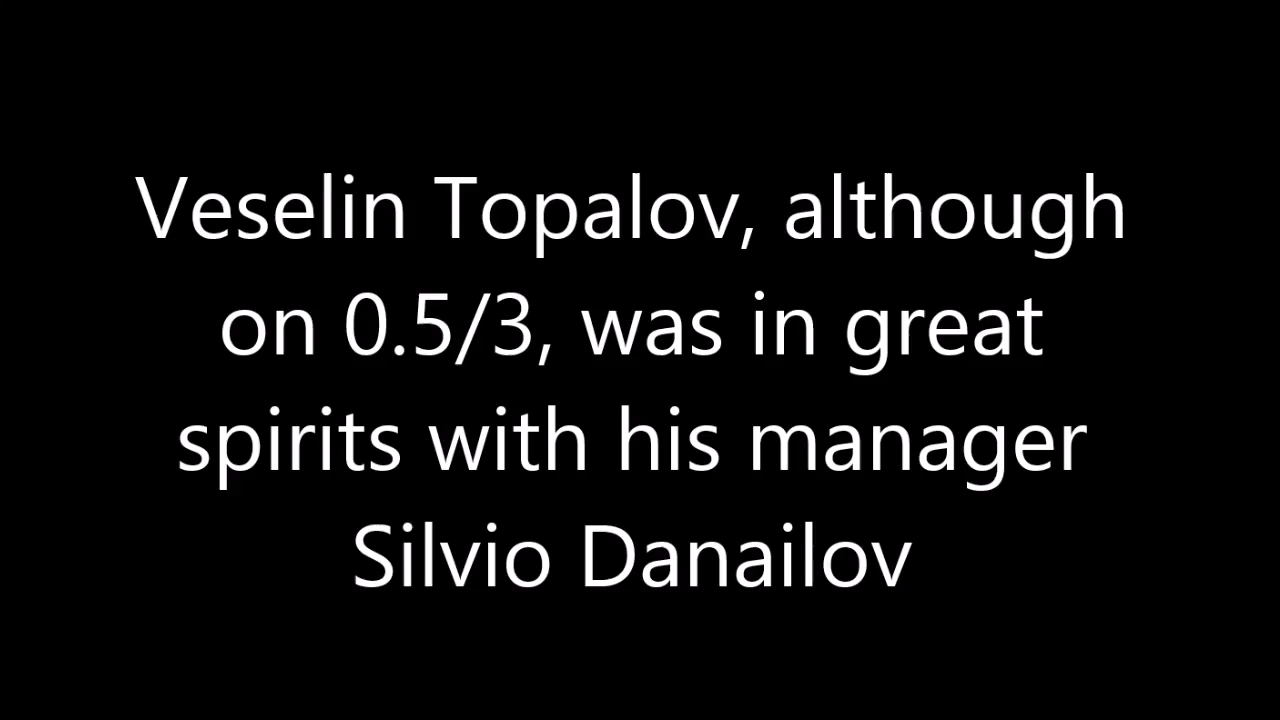 Veselin Topalov, although
on 0.5/3, was in great
spirits with his manager
Silvio Danailov